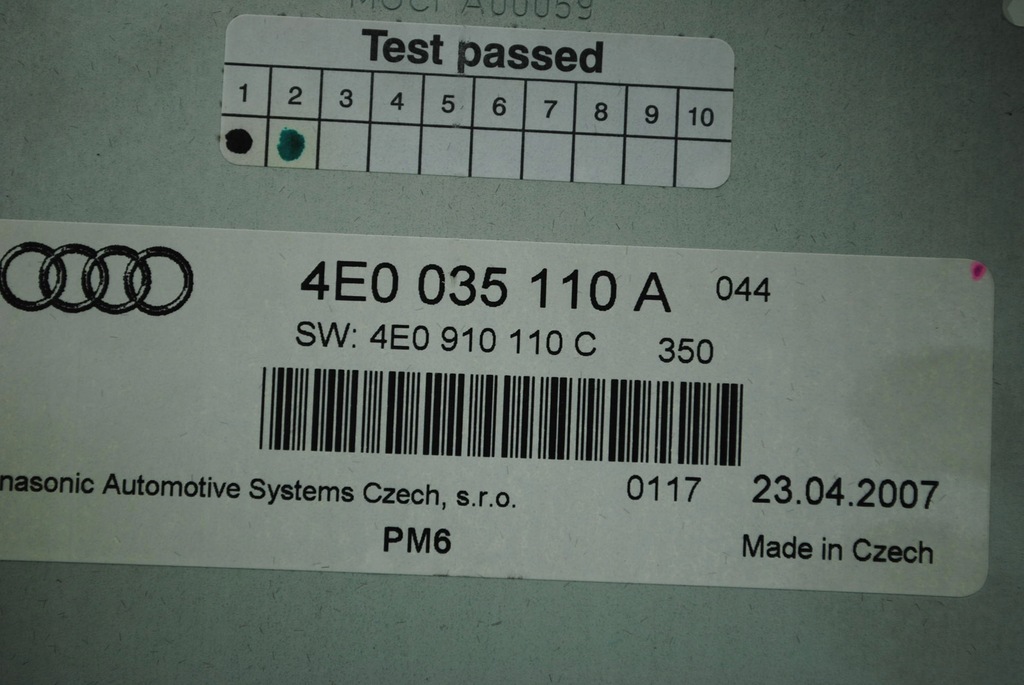 A00059
Test passed
1 2 3 4 5 6 7 8 9 10
4E0 035 110 A 044
SW: 4E0 910 110 C 350
nasonic Automotive Systems Czech, s.r.o. 0117 23.04.2007
PM6
Made in Czech